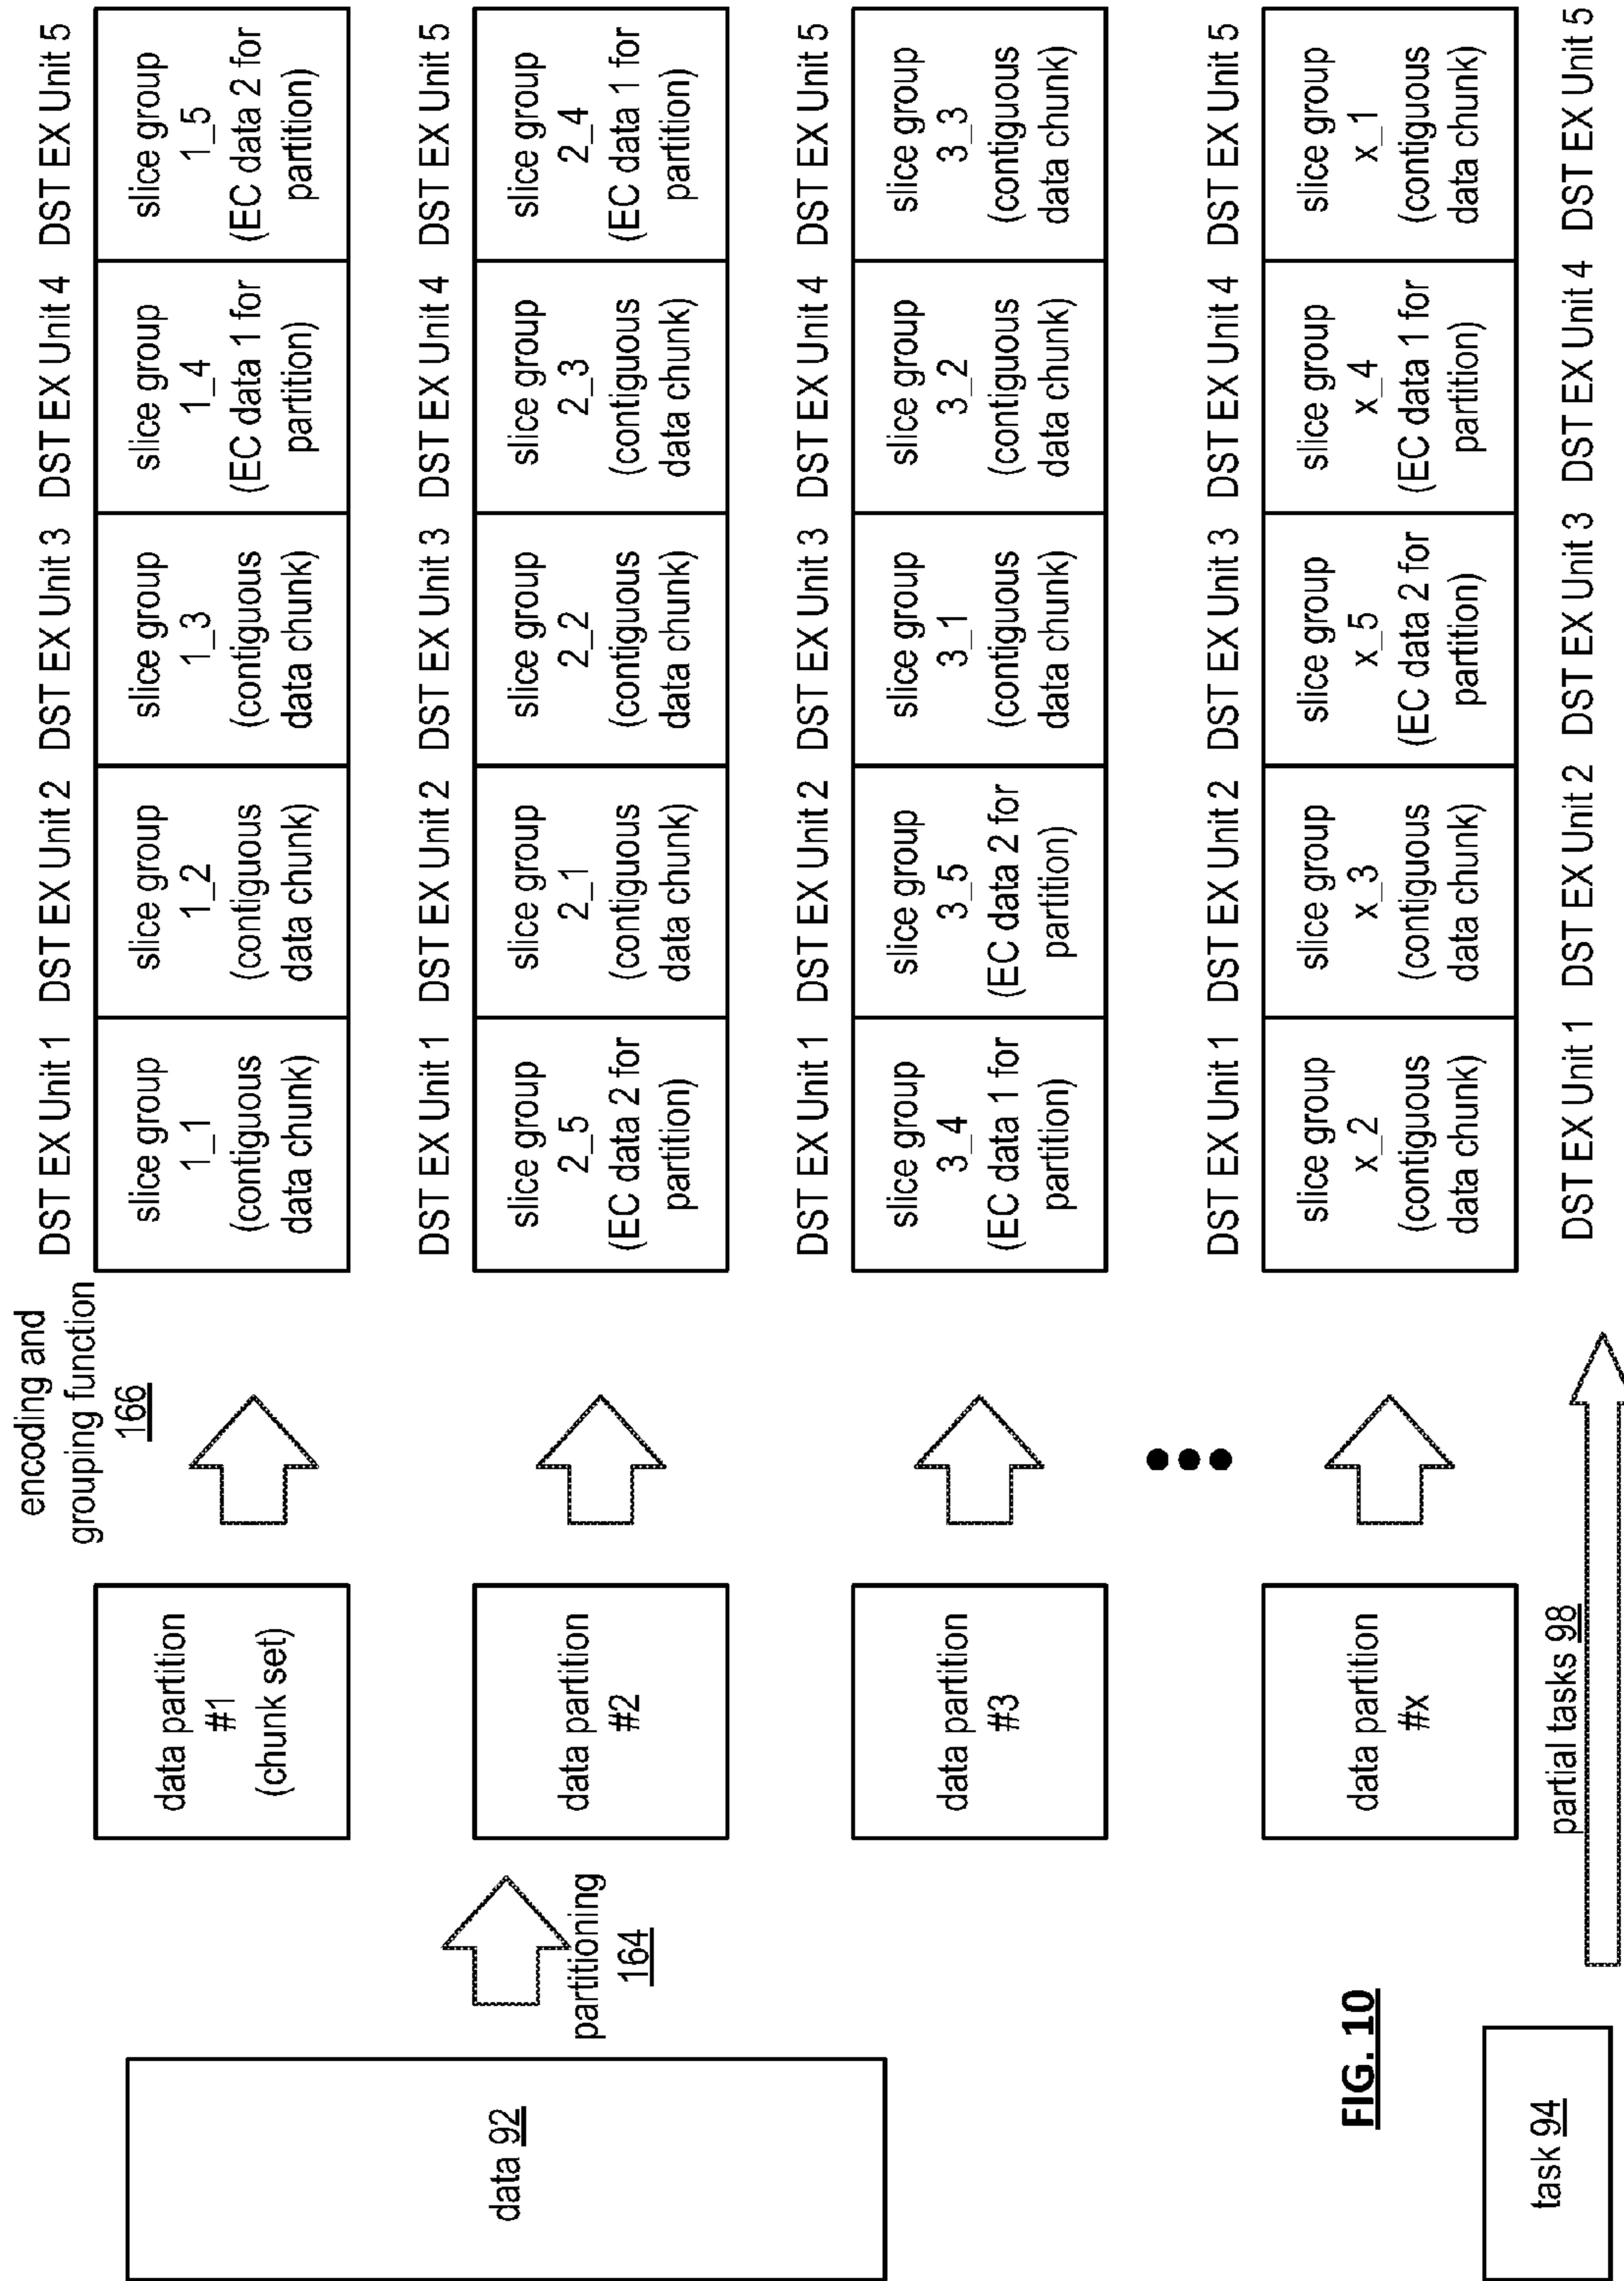 encoding and
grouping function
166
data 92
partitioning
164
data partition
#1
(chunk set)
DST EX Unit 1 DST EX Unit 2 DST EX Unit 3 DST EX Unit 4 DST EX Unit 5
slice group
1_1
(contiguous
data chunk)
slice group
1_2
(contiguous
data chunk)
slice group
1_3
(contiguous
data chunk)
slice group
1_4
(EC data 1 for
partition)
slice group
1_5
(EC data 2 for
partition)
data partition
#2
DST EX Unit 1 DST EX Unit 2 DST EX Unit 3 DST EX Unit 4 DST EX Unit 5
slice group
2_5
(EC data 2 for
partition)
slice group
2_1
(contiguous
data chunk)
slice group
2_2
(contiguous
data chunk)
slice group
2_3
(contiguous
data chunk)
slice group
2_4
(EC data 1 for
partition)
data partition
#3
DST EX Unit 1 DST EX Unit 2 DST EX Unit 3 DST EX Unit 4 DST EX Unit 5
slice group
3_4
(EC data 1 for
partition)
slice group
3_5
(EC data 2 for
partition)
slice group
3_1
(contiguous
data chunk)
slice group
3_2
(contiguous
data chunk)
slice group
3_3
(contiguous
data chunk)
data partition
#x
DST EX Unit 1 DST EX Unit 2 DST EX Unit 3 DST EX Unit 4 DST EX Unit 5
slice group
x_2
(contiguous
data chunk)
slice group
x_3
(contiguous
data chunk)
slice group
x_5
(EC data 2 for
partition)
slice group
x_4
(EC data 1 for
partition)
slice group
x_1
(contiguous
data chunk)
FIG. 10
task 94
partial tasks 98
DST EX Unit 1 DST EX Unit 2 DST EX Unit 3 DST EX Unit 4 DST EX Unit 5